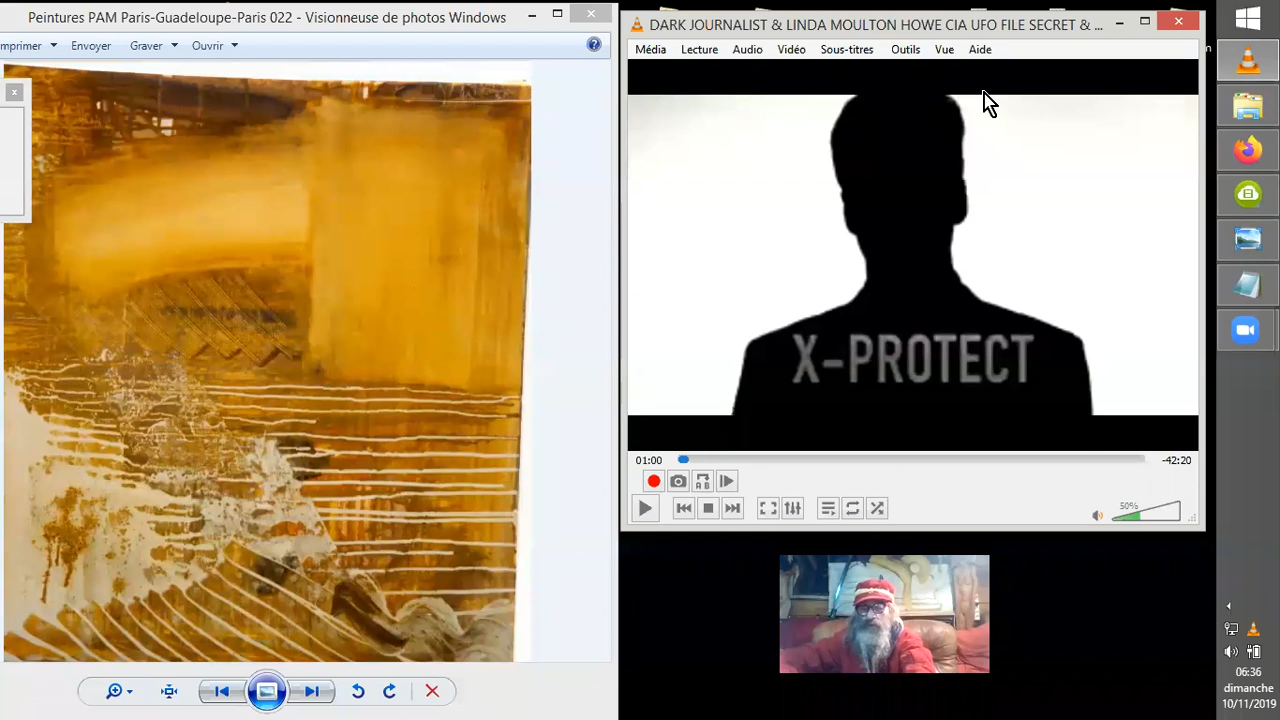 Peintures PAM Paris-Guadeloupe-Paris 022 - Visionneuse de photos Windows
mprimer Envoyer Graver Ouvrir
DARK JOURNALIST & LINDA MOULTON HOWE CIA UFO FILE SECRET & ...
Média Lecture Audio Vidéo Sous-titres Outils Vue Aide
X-PROTECT
01:00 -42:20
50%
06:36
dimanche
10/11/2019